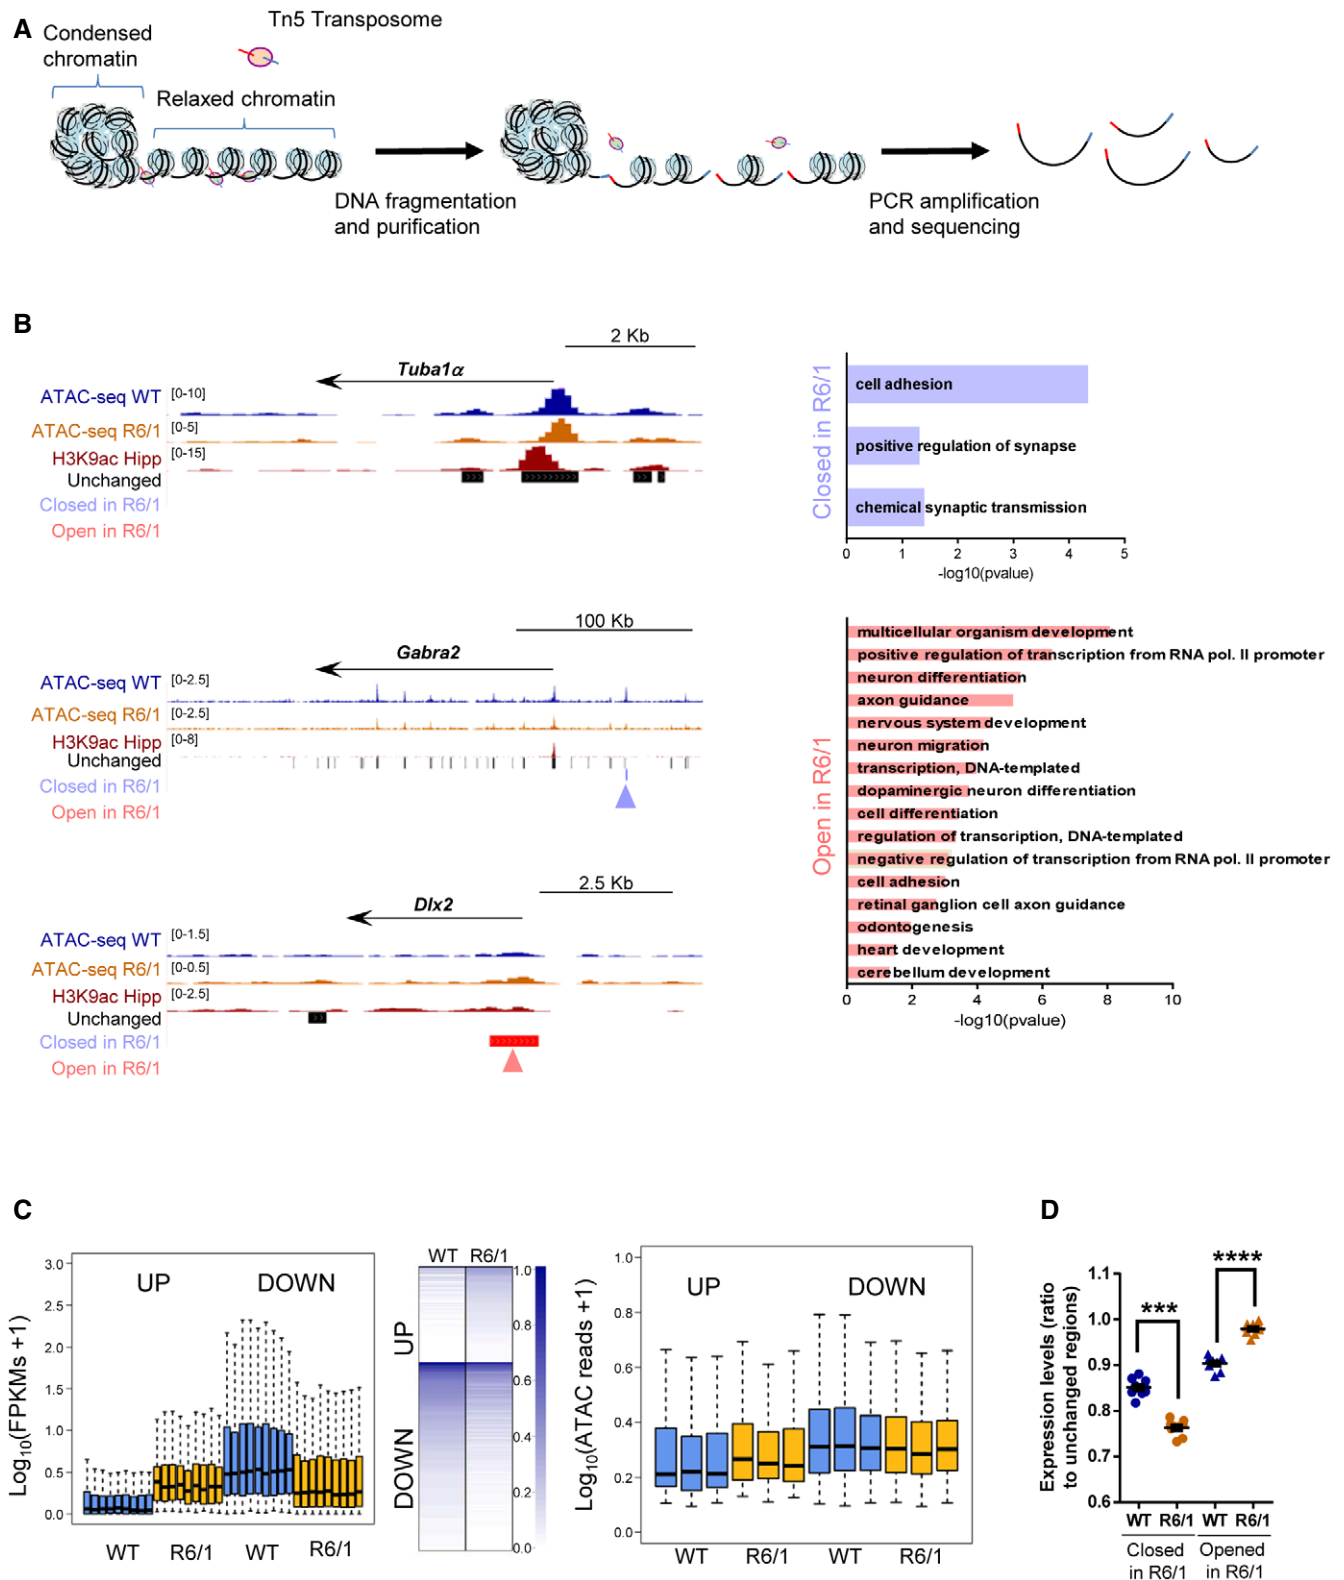 A
Condensed
chromatin
Tn5 Transposome
Relaxed chromatin
DNA fragmentation
and purification
PCR amplification
and sequencing
B
2 Kb
Tuba1α
ATAC-seq WT [0-10]
ATAC-seq R6/1 [0-5]
H3K9ac Hipp [0-15]
Unchanged
Closed in R6/1
Open in R6/1
100 Kb
Gabra2
ATAC-seq WT [0-2.5]
ATAC-seq R6/1 [0-2.5]
H3K9ac Hipp [0-8]
Unchanged
Closed in R6/1
Open in R6/1
2.5 Kb
Dlx2
ATAC-seq WT [0-1.5]
ATAC-seq R6/1 [0-0.5]
H3K9ac Hipp [0-2.5]
Unchanged
Closed in R6/1
Open in R6/1
Closed in R6/1
cell adhesion
positive regulation of synapse
chemical synaptic transmission
0 1 2 3 4 5
-log10(pvalue)
Open in R6/1
multicellular organism development
positive regulation of transcription from RNA pol. II promoter
neuron differentiation
axon guidance
nervous system development
neuron migration
transcription, DNA-templated
dopaminergic neuron differentiation
cell differentiation
regulation of transcription, DNA-templated
negative regulation of transcription from RNA pol. II promoter
cell adhesion
retinal ganglion cell axon guidance
odontogenesis
heart development
cerebellum development
0 2 4 6 8 10
-log10(pvalue)
C
Log10(FPKMs +1)
3.0
2.5
2.0
1.5
1.0
0.5
0.0
UP DOWN
WT R6/1 WT R6/1
WT R6/1
UP
DOWN
1.0
0.8
0.6
0.4
0.2
0.0
Log10(ATAC reads +1)
1.0
0.8
0.6
0.4
0.2
0.0
UP DOWN
WT R6/1 WT R6/1
D
Expression levels (ratio
to unchanged regions)
1.1
1.0
0.9
0.8
0.7
0.6
***
****
WT R6/1 WT R6/1
Closed
in R6/1
Opened
in R6/1